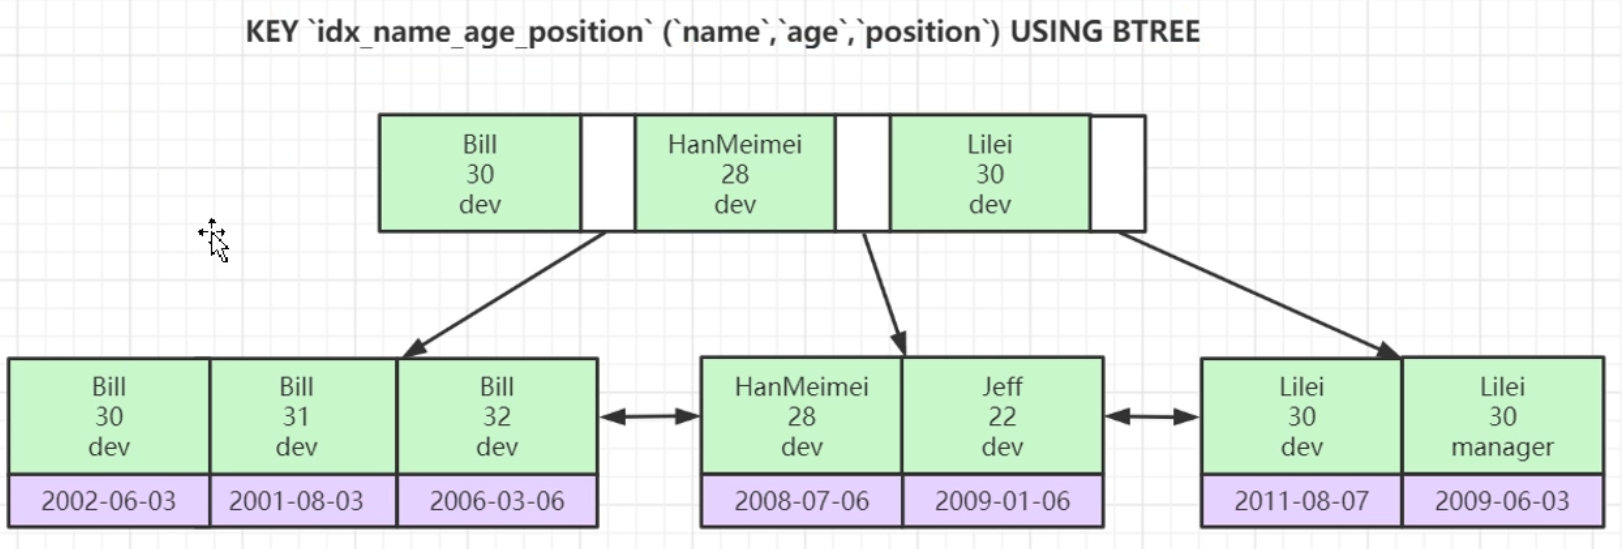 KEY `idx_name_age_position` (`name`,`age`,`position`) USING BTREE
Bill
30
dev
HanMeimei
28
dev
Lilei
30
dev
Bill
30
dev
2002-06-03
Bill
31
dev
2001-08-03
Bill
32
dev
2006-03-06
HanMeimei
28
dev
2008-07-06
Jeff
22
dev
2009-01-06
Lilei
30
dev
2011-08-07
Lilei
30
manager
2009-06-03